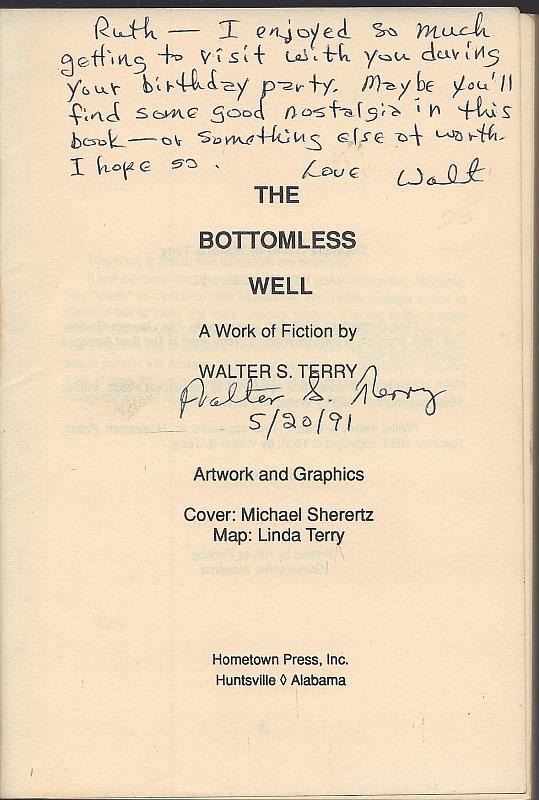 Ruth — I enjoyed so much
getting to visit with you during
your birthday party. Maybe you'll
find some good nostalgia in this
book — or something else of worth.
I hope so.
Love Walt
THE
BOTTOMLESS
WELL
A Work of Fiction by
WALTER S. TERRY
Walter S. Terry
5/20/91
Artwork and Graphics
Cover: Michael Sherertz
Map: Linda Terry
Hometown Press, Inc.
Huntsville ◊ Alabama